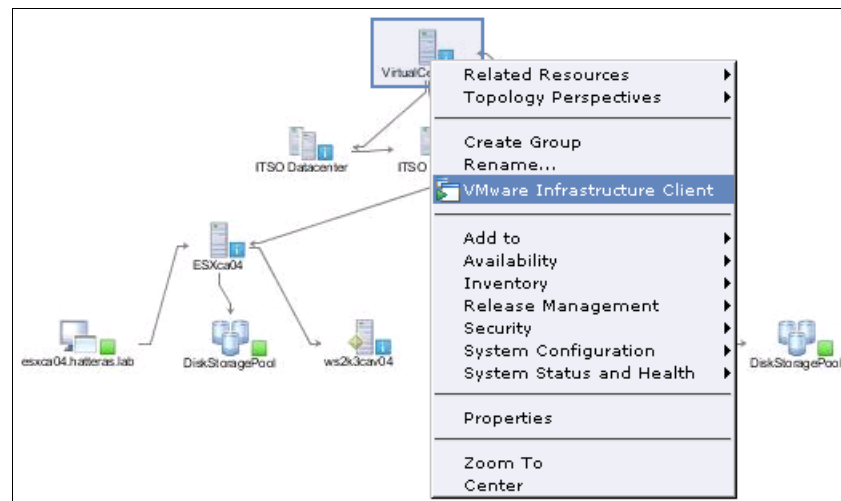 VirtualCe
Related Resources
Topology Perspectives
Create Group
Rename...
VMware Infrastructure Client
Add to
Availability
Inventory
Release Management
Security
System Configuration
System Status and Health
Properties
Zoom To
Center
ITSO Datacenter
ITSO
ESXca04
esxca04.hatteras.lab
DiskStoragePool
ws2k3cav04
DiskStoragePool